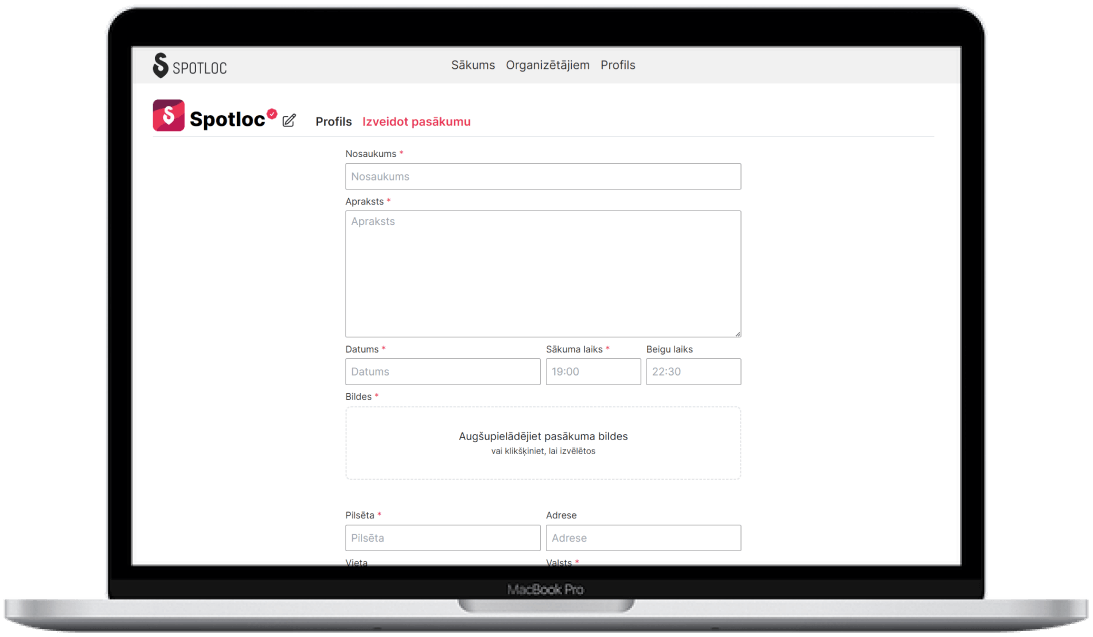 SPOTLOC
Sākums Organizētājiem Profils
Spotloc Profils Izveidot pasākumu
Nosaukums *
Nosaukums
Apraksts *
Apraksts
Datums * Sākuma laiks * Beigu laiks
Datums 19:00 22:30
Bildes *
Augšupielādējiet pasākuma bildes
vai klikšķiniet, lai izvēlētos
Pilsēta * Adrese
Pilsēta Adrese
Vieta Valsts *
MacBook Pro